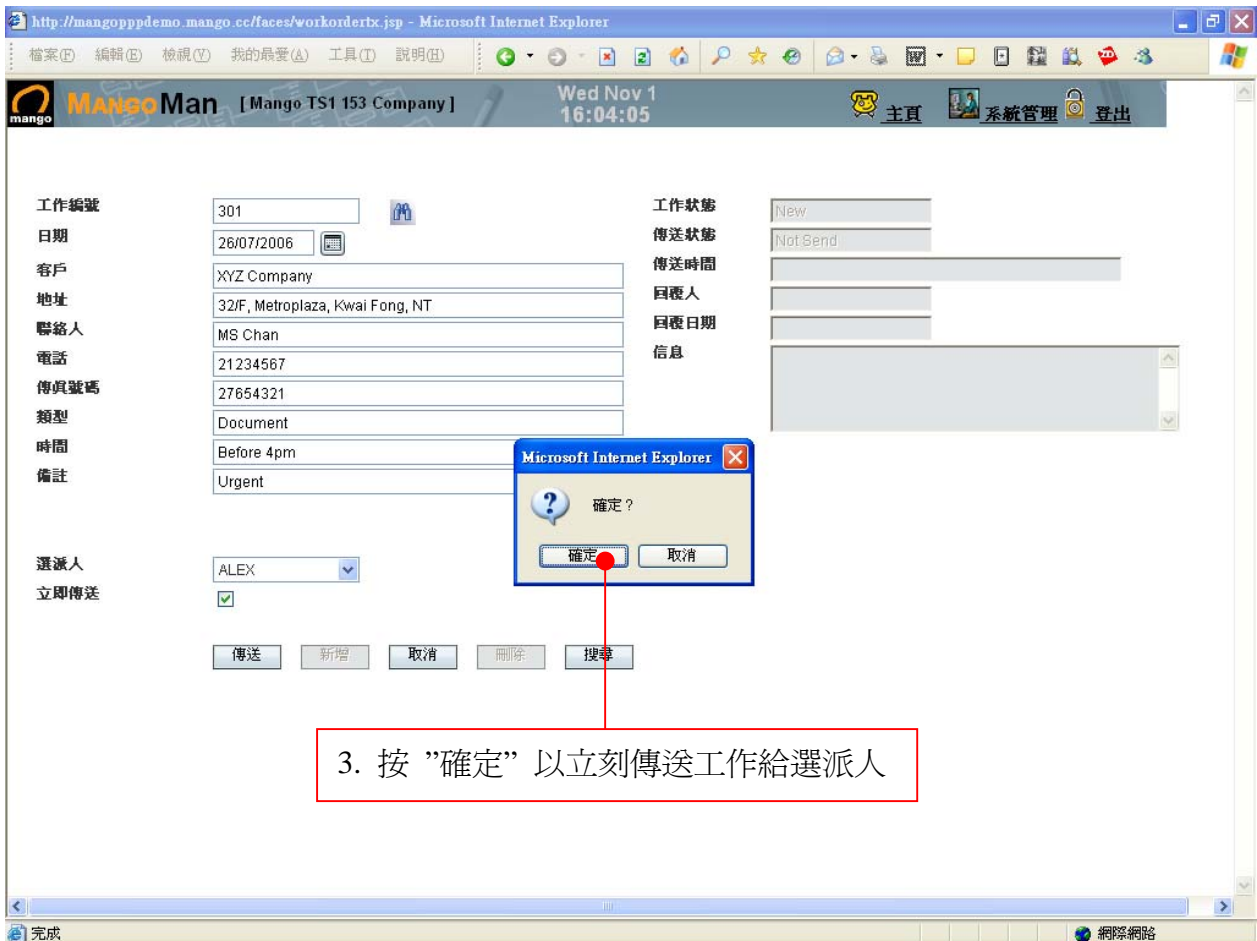 http://mangopppdemo.mango.cc/faces/workordertx.jsp - Microsoft Internet Explorer
檔案(F) 編輯(E) 檢視(V) 我的最愛(A) 工具(T) 說明(H)
mango MANGO Man [ Mango TS1 153 Company ] Wed Nov 1 16:04:05 主頁 系統管理 登出
工作編號 301
日期 26/07/2006
客戶 XYZ Company
地址 32/F, Metroplaza, Kwai Fong, NT
聯絡人 MS Chan
電話 21234567
傳真號碼 27654321
類型 Document
時間 Before 4pm
備註 Urgent
工作狀態 New
傳送狀態 Not Send
傳送時間
回覆人
回覆日期
信息
Microsoft Internet Explorer
確定？
確定 取消
選派人 ALEX
立即傳送
傳送 新增 取消 刪除 搜尋
3. 按 ”確定” 以立刻傳送工作給選派人
完成 網際網路